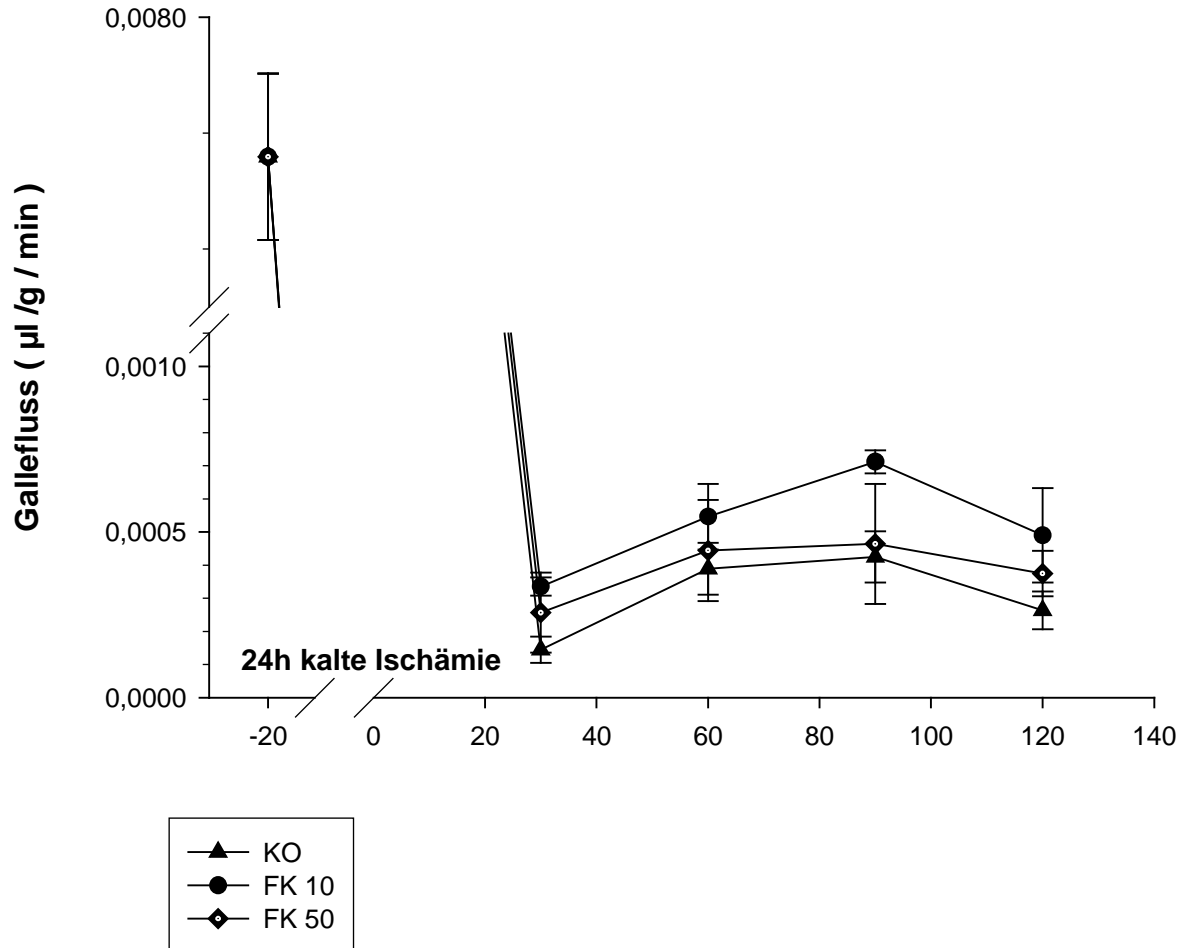 0,0080
Gallefluss ( µl /g / min )
0,0010
0,0005
24h kalte Ischämie
0,0000
-20 0 20 40 60 80 100 120 140
KO
FK 10
FK 50